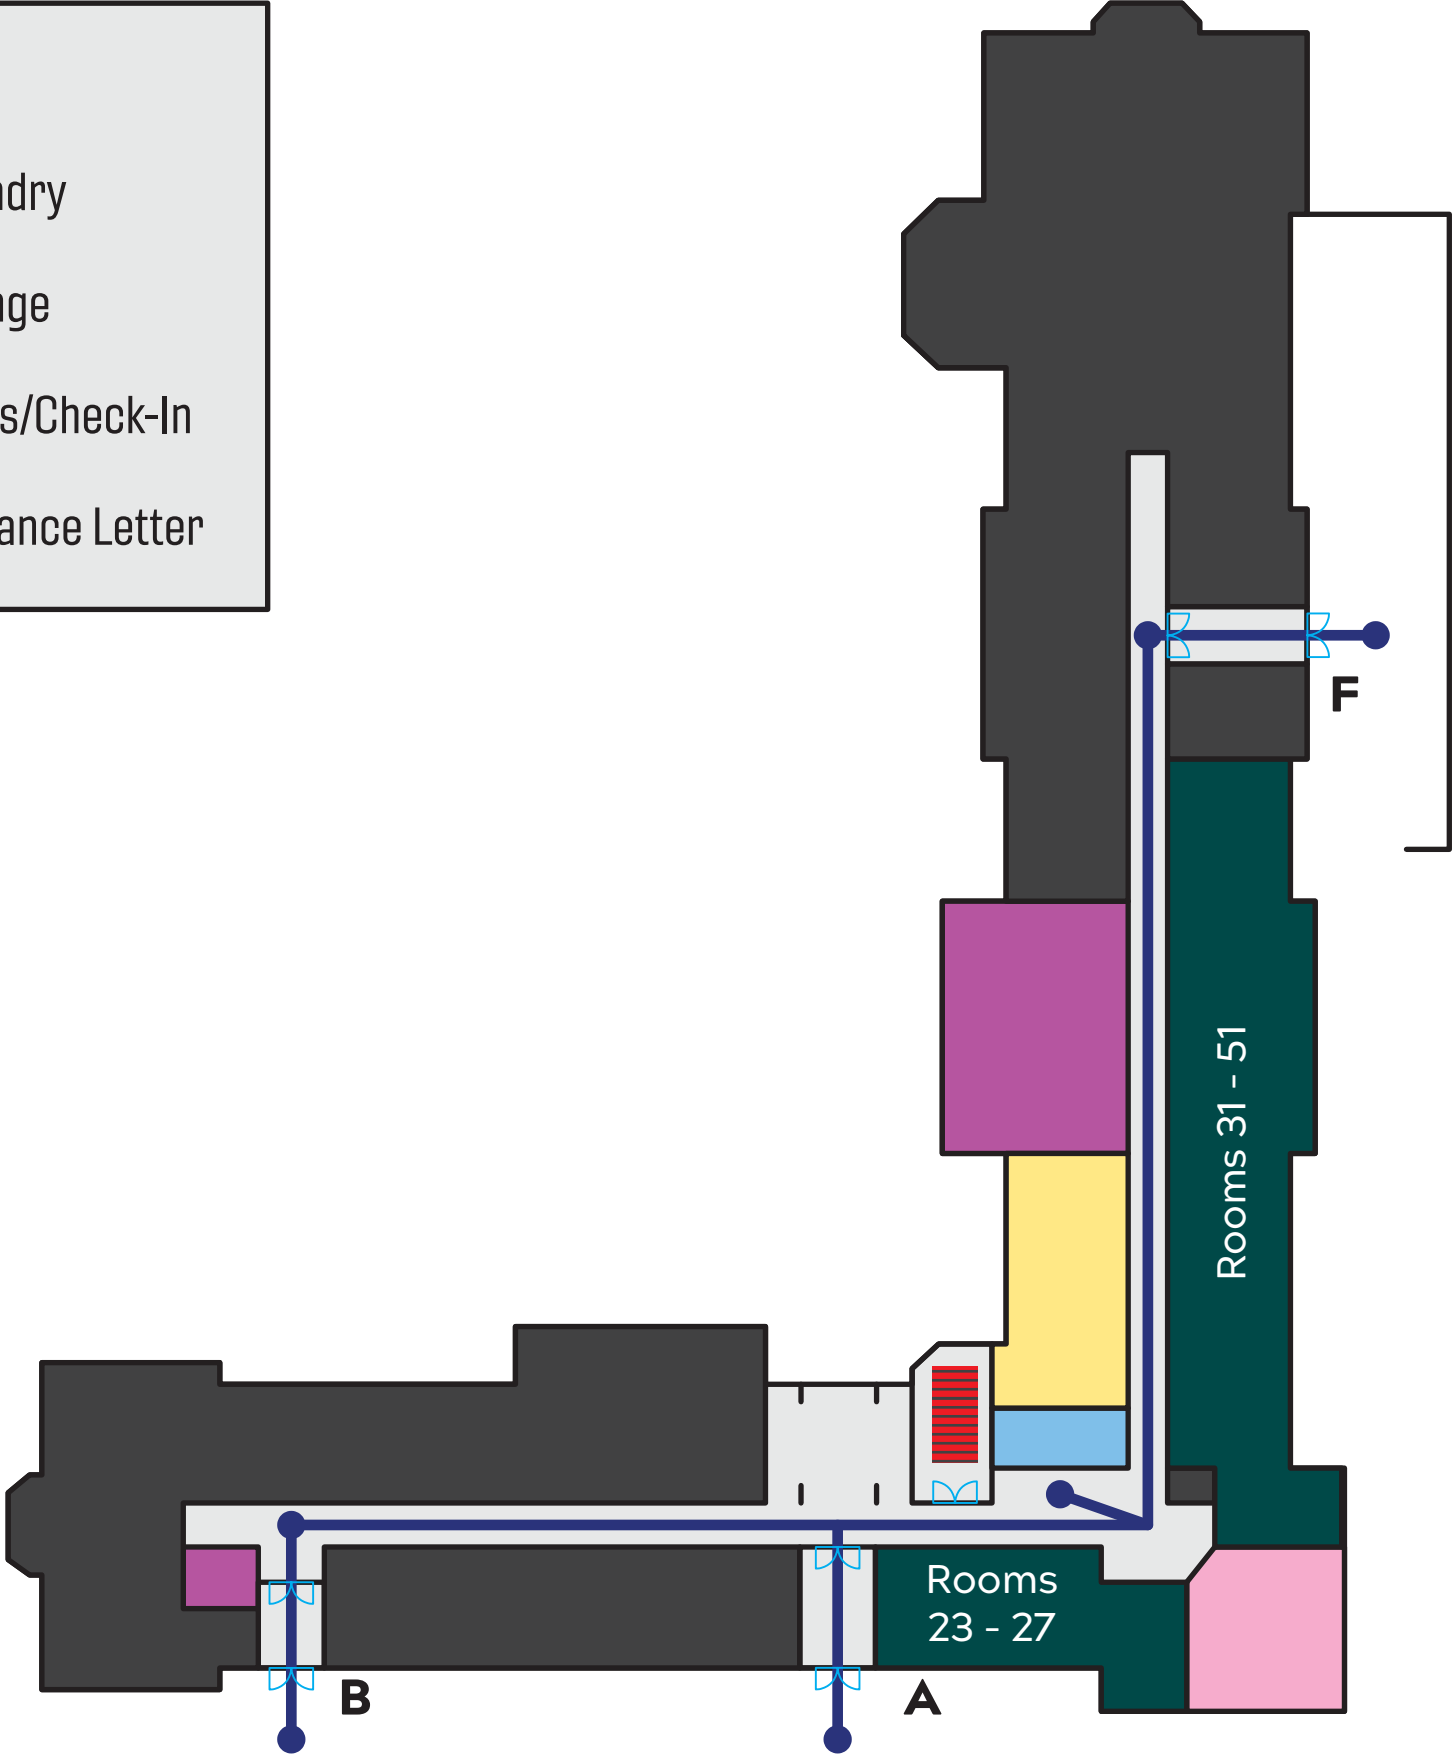 ndry
nge
s/Check-In
ance Letter
F
Rooms 31 - 51
Rooms
23 - 27
B
A